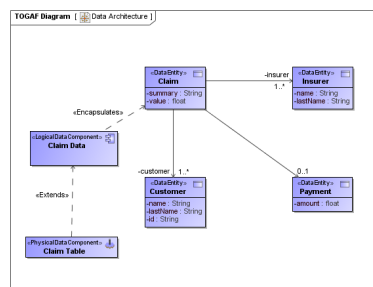 TOGAF Diagram [ Data Architecture ]
«DataEntity»
Claim
-summary : String
-value : float
-insurer
1..*
«DataEntity»
Insurer
-name : String
-lastName : String
«Encapsulates»
«LogicalDataComponent»
Claim Data
«Extends»
-customer
1..*
0..1
«DataEntity»
Customer
-name : String
-lastName : String
-id : String
«DataEntity»
Payment
-amount : float
«PhysicalDataComponent»
Claim Table